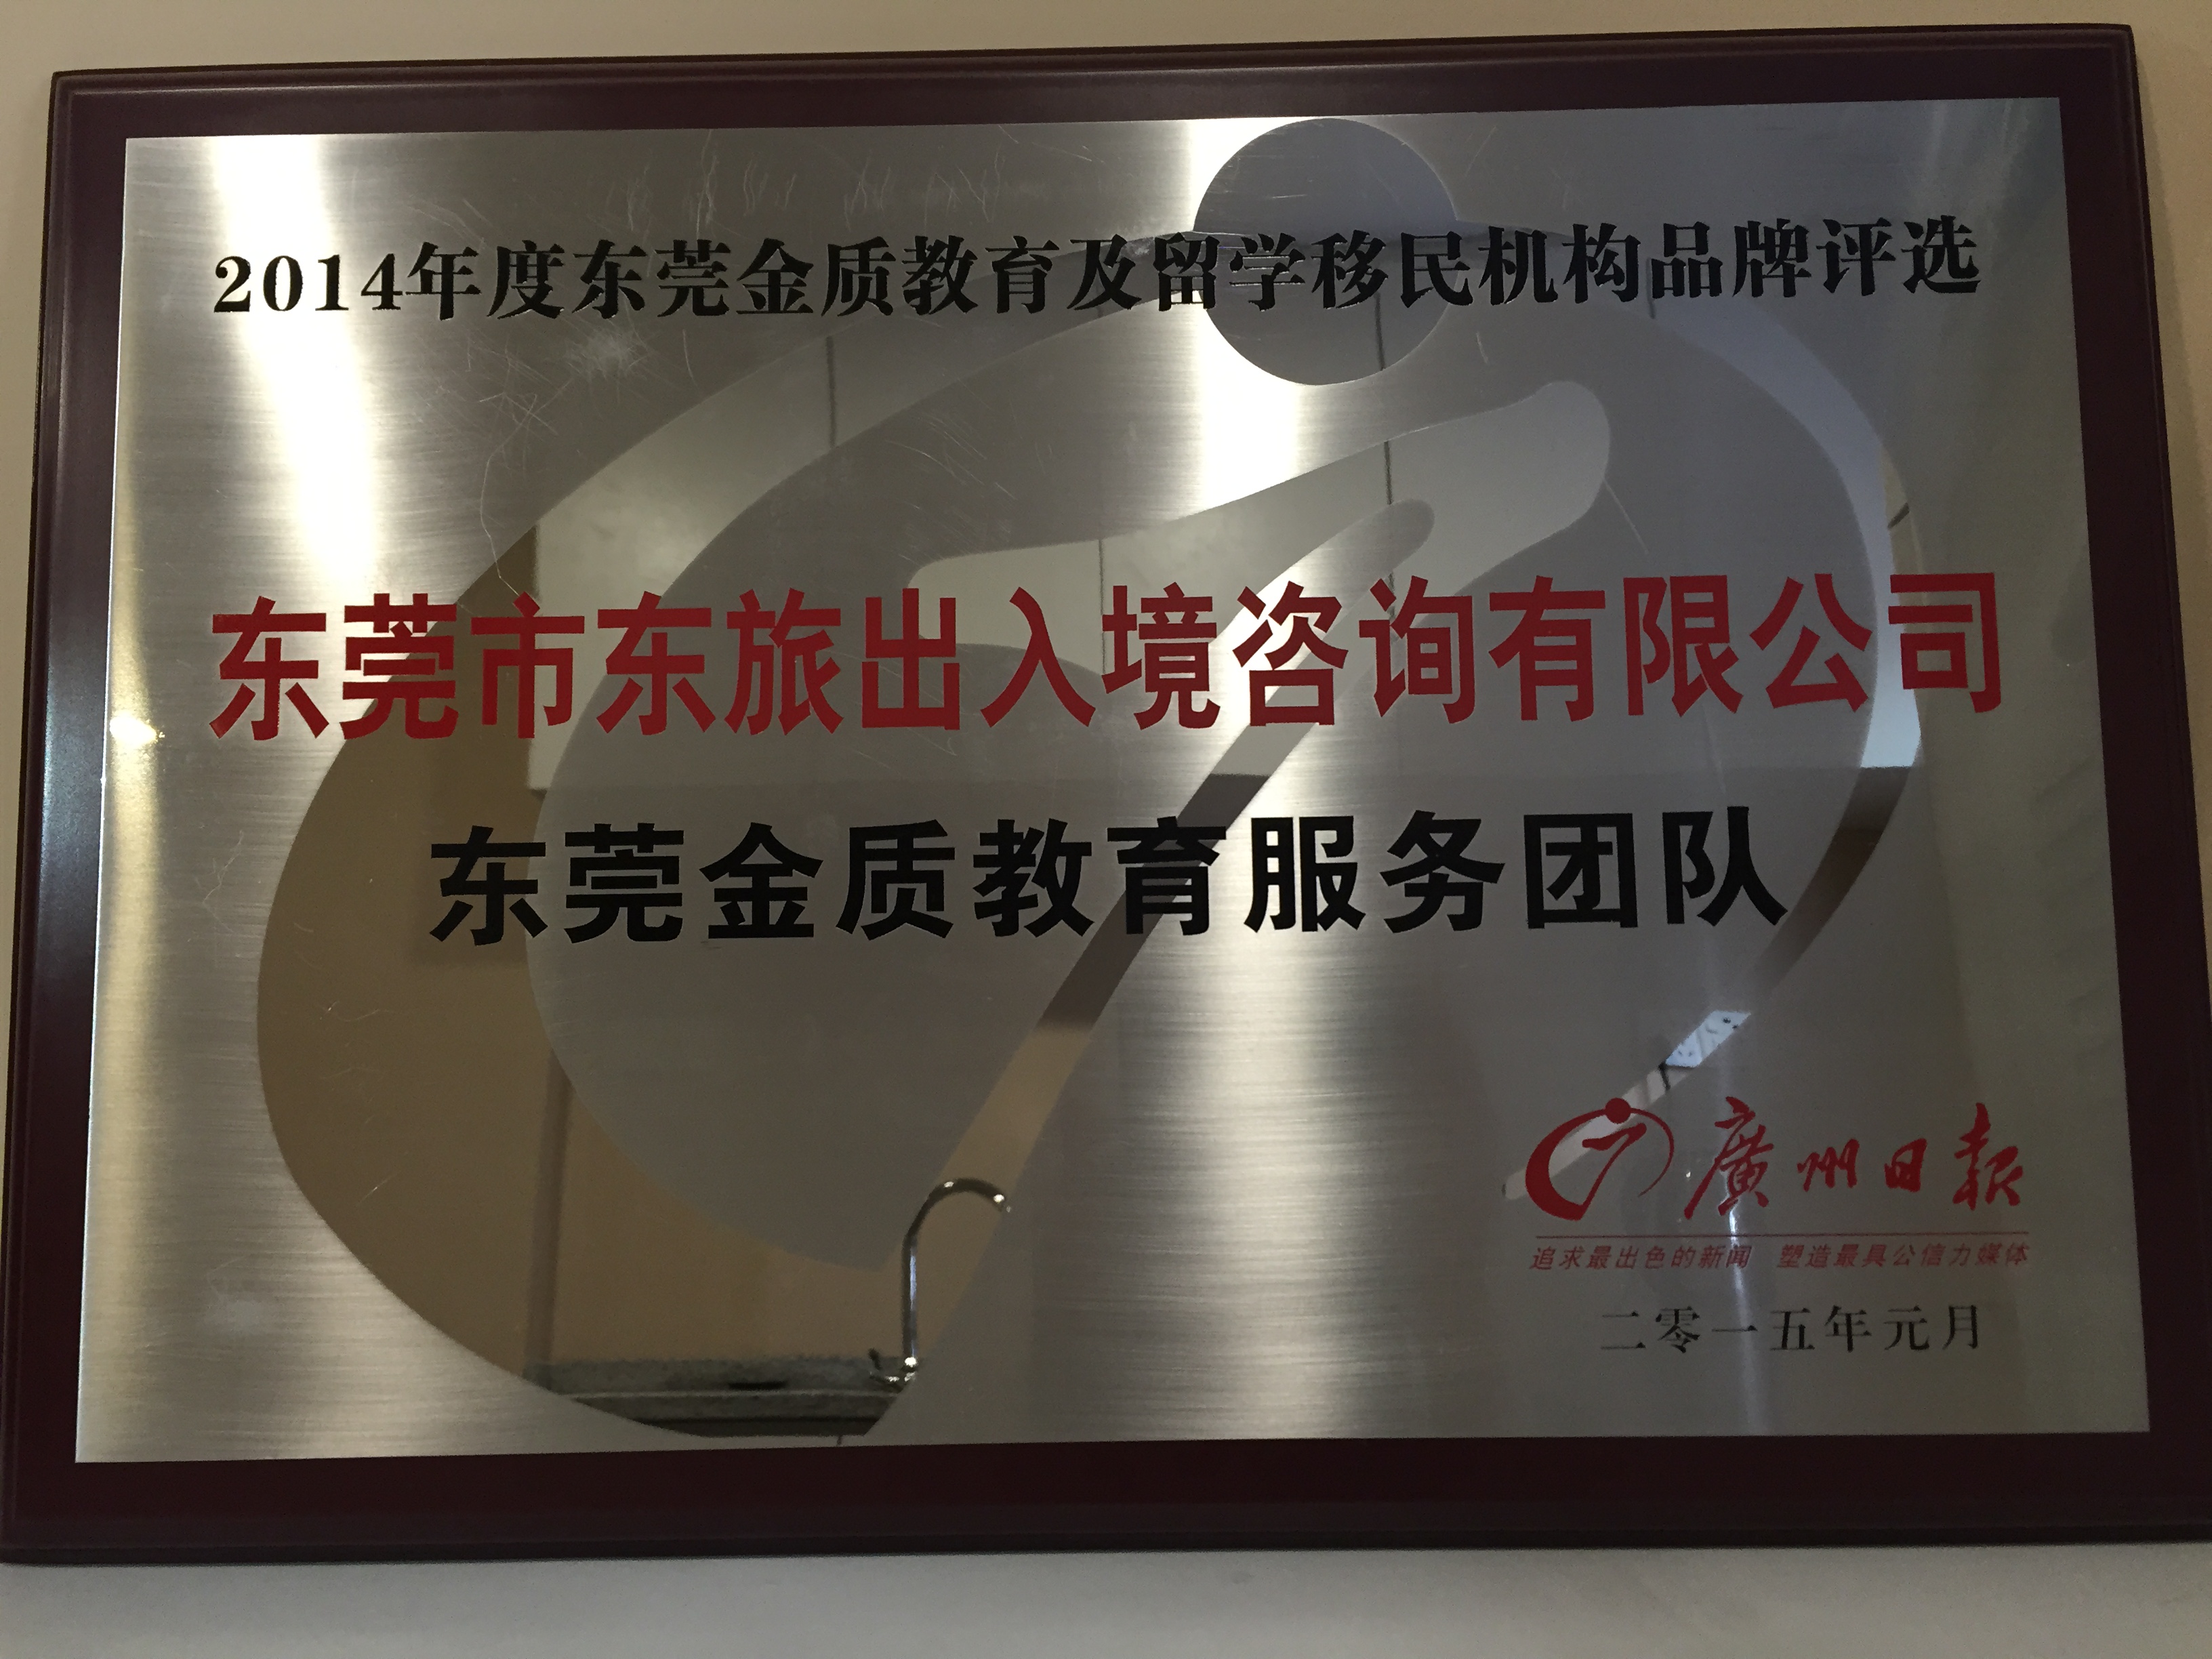 2014年度东莞金质教育及留学移民机构品牌评选
东莞市东旅出入境咨询有限公司
东莞金质教育服务团队
廣州日报
追求最出色的新闻 塑造最具公信力媒体
二零一五年元月